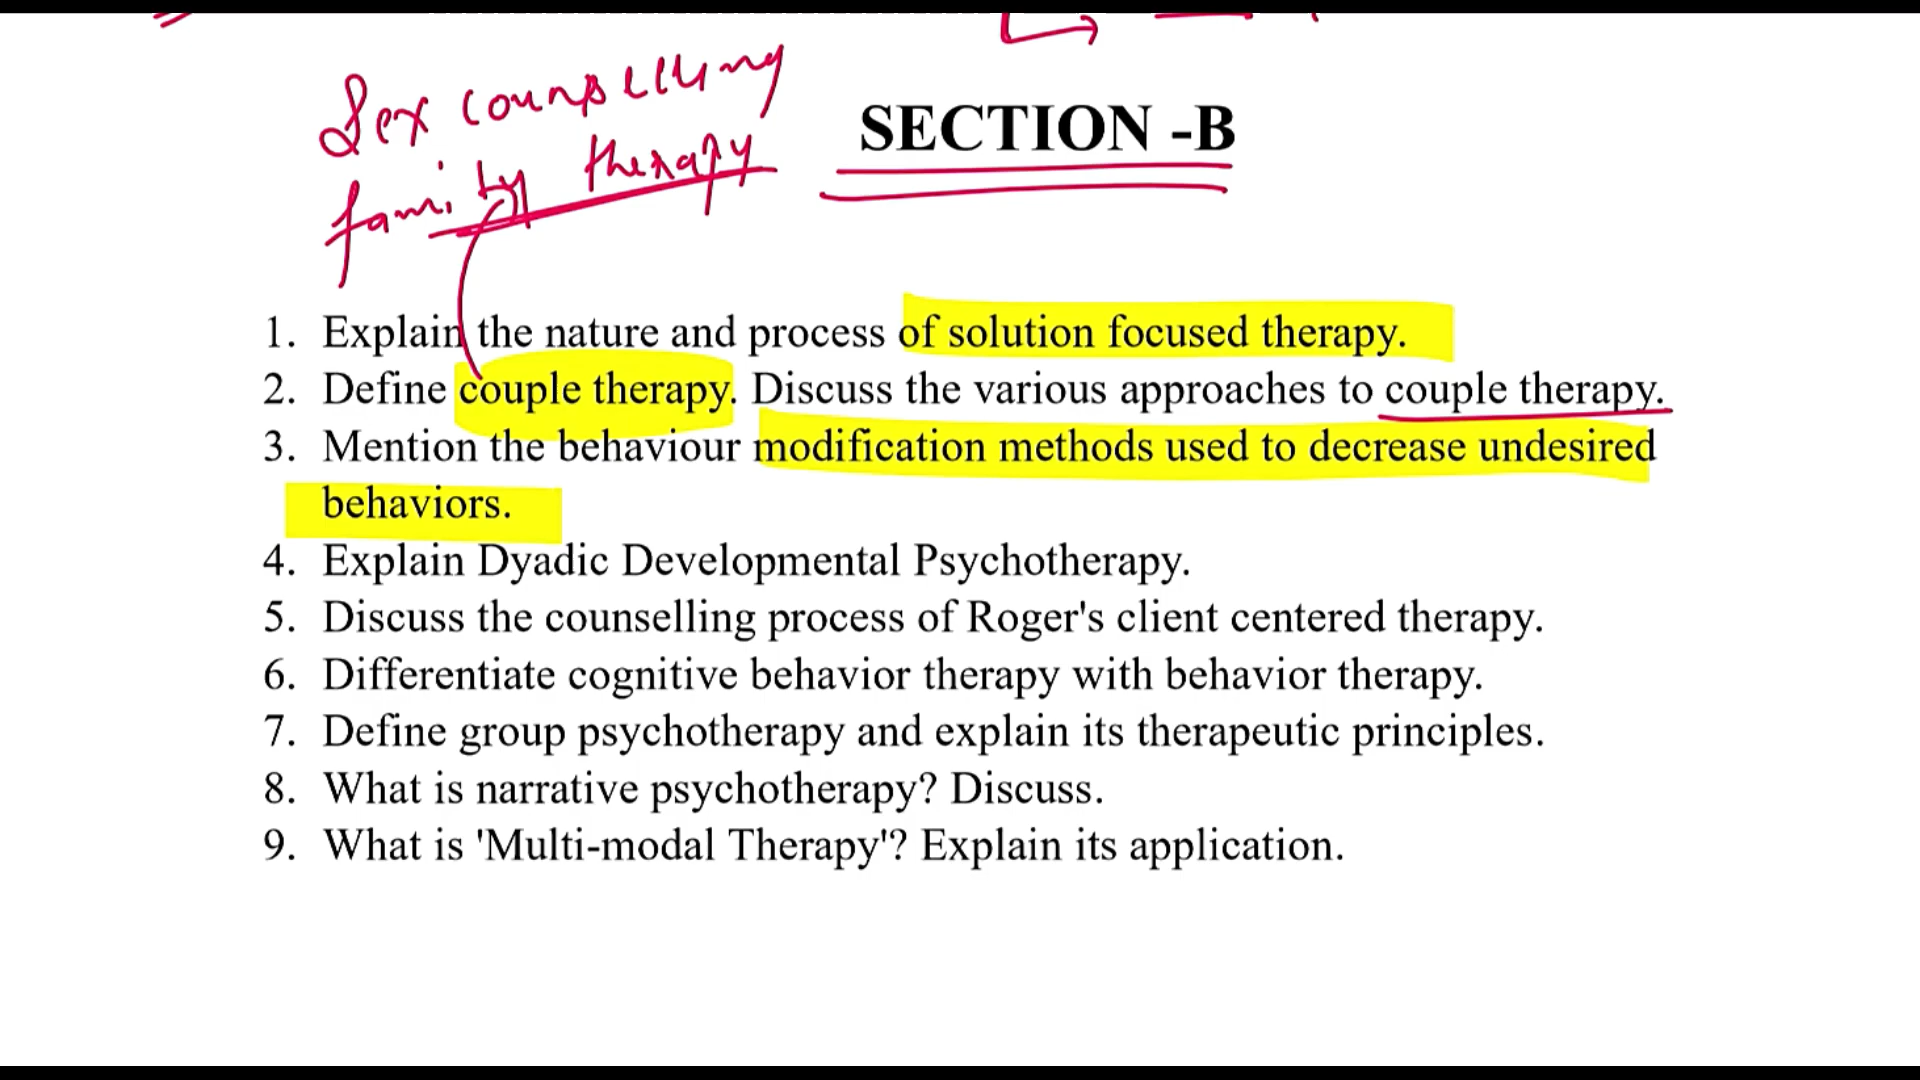 Sex counselling
family therapy
SECTION -B
1. Explain the nature and process of solution focused therapy.
2. Define couple therapy. Discuss the various approaches to couple therapy.
3. Mention the behaviour modification methods used to decrease undesired
behaviors.
4. Explain Dyadic Developmental Psychotherapy.
5. Discuss the counselling process of Roger's client centered therapy.
6. Differentiate cognitive behavior therapy with behavior therapy.
7. Define group psychotherapy and explain its therapeutic principles.
8. What is narrative psychotherapy? Discuss.
9. What is 'Multi-modal Therapy'? Explain its application.